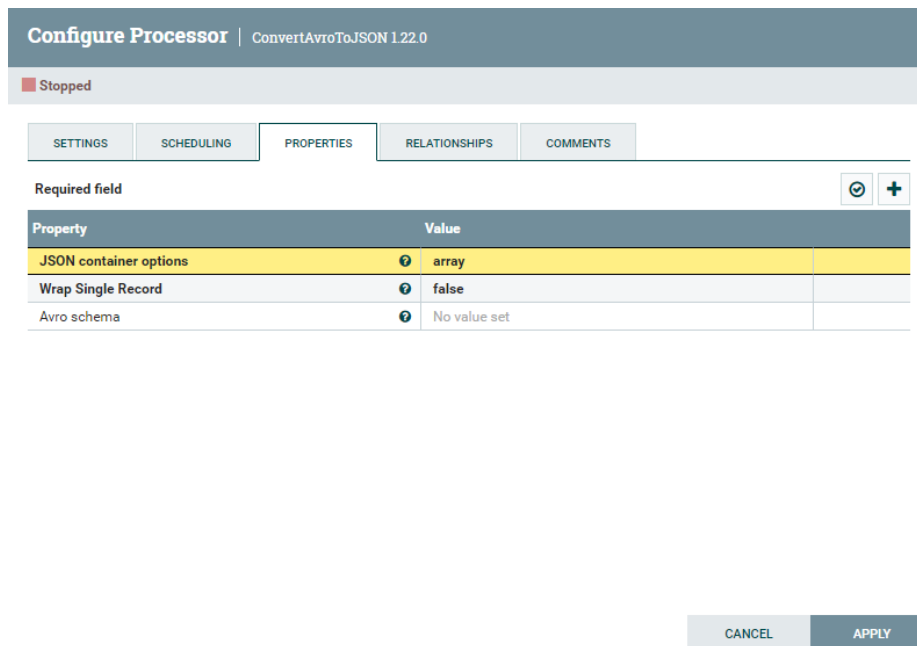 Configure Processor | ConvertAvroToJSON 1.22.0
Stopped
SETTINGS SCHEDULING PROPERTIES RELATIONSHIPS COMMENTS
Required field
Property Value
JSON container options array
Wrap Single Record false
Avro schema No value set
CANCEL APPLY